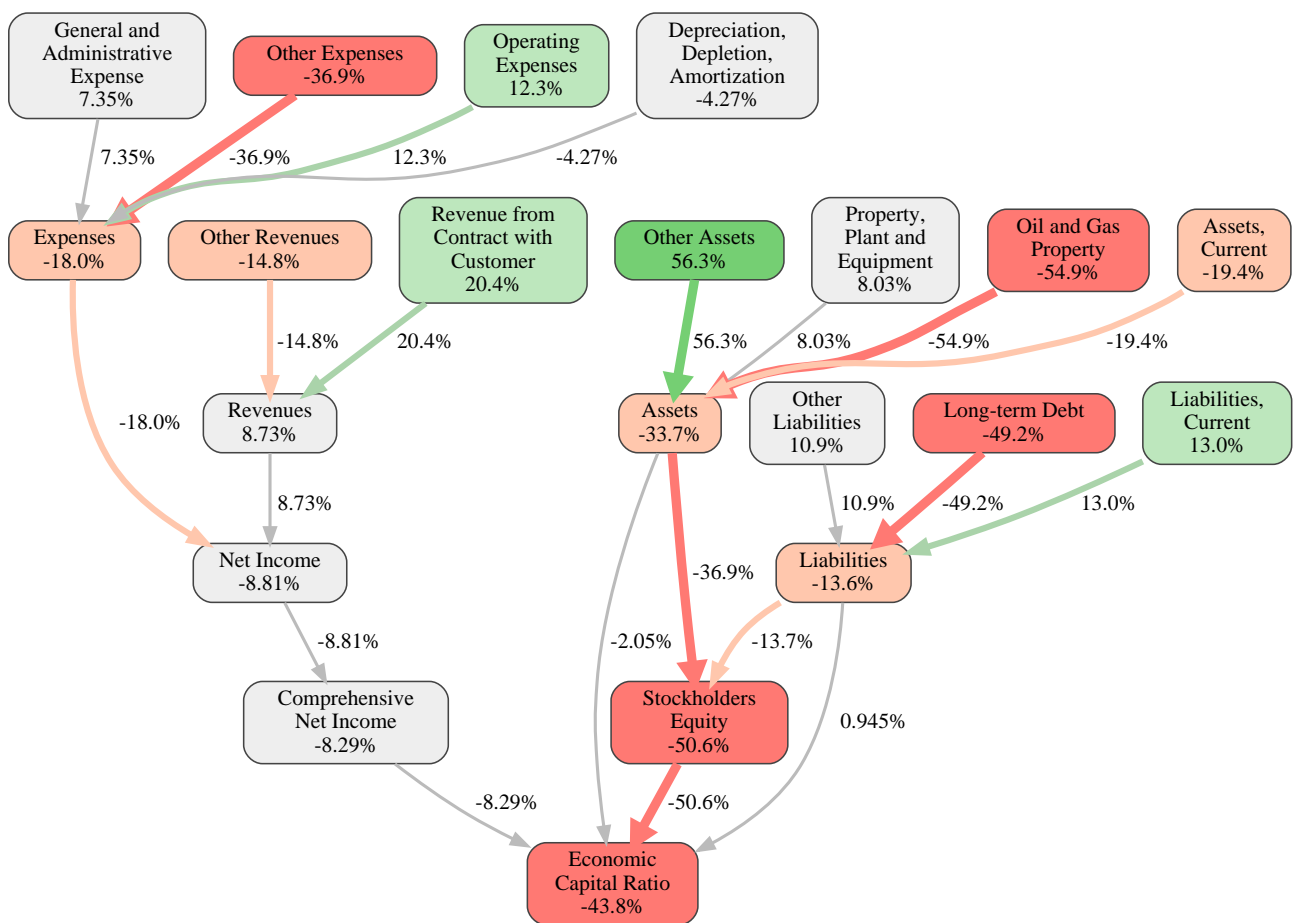 General and
Administrative
Expense
7.35%
Other Expenses
-36.9%
Operating
Expenses
12.3%
Depreciation,
Depletion,
Amortization
-4.27%
7.35%
-36.9%
12.3%
-4.27%
Expenses
-18.0%
Other Revenues
-14.8%
Revenue from
Contract with
Customer
20.4%
Other Assets
56.3%
Property,
Plant and
Equipment
8.03%
Oil and Gas
Property
-54.9%
Assets,
Current
-19.4%
-14.8%
20.4%
56.3%
8.03%
-54.9%
-19.4%
-18.0%
Revenues
8.73%
Assets
-33.7%
Other
Liabilities
10.9%
Long-term Debt
-49.2%
Liabilities,
Current
13.0%
8.73%
10.9%
-49.2%
13.0%
Net Income
-8.81%
-36.9%
Liabilities
-13.6%
-8.81%
-2.05%
-13.7%
Comprehensive
Net Income
-8.29%
Stockholders
Equity
-50.6%
0.945%
-8.29%
-50.6%
Economic
Capital Ratio
-43.8%